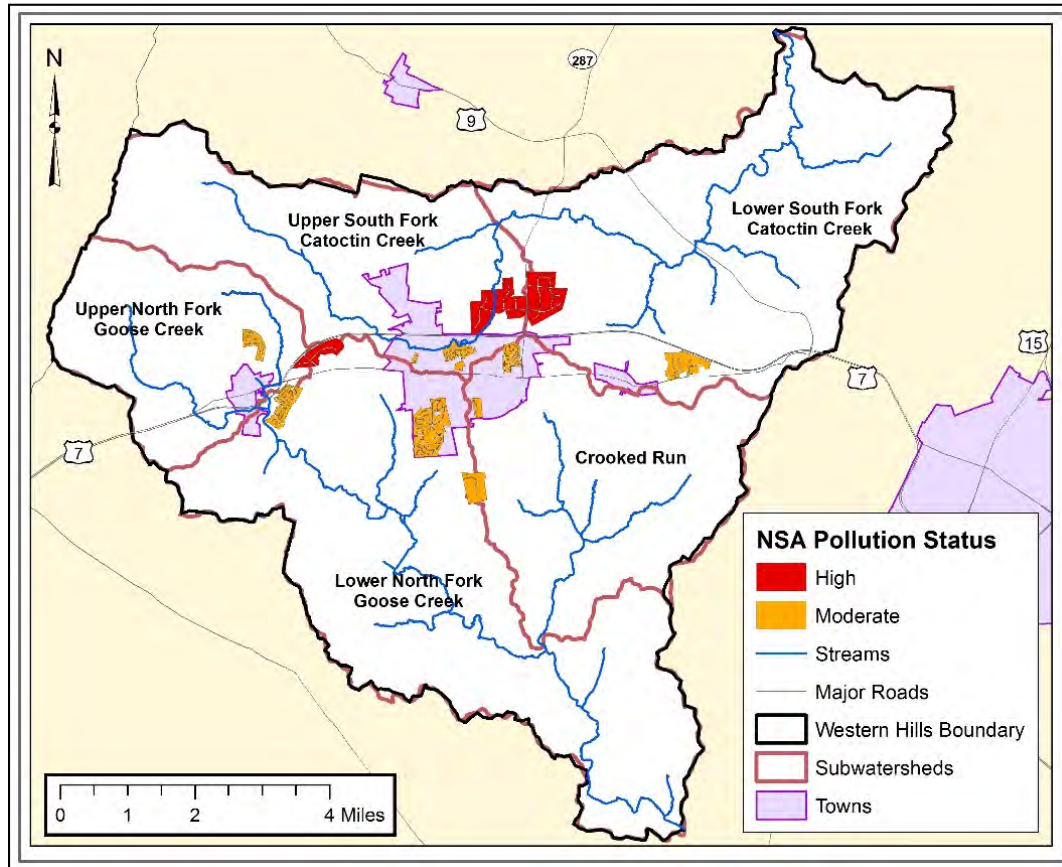 N
287
9
Upper South Fork
Catoctin Creek
Lower South Fork
Catoctin Creek
Upper North Fork
Goose Creek
15
7
7
Crooked Run
Lower North Fork
Goose Creek
NSA Pollution Status
High
Moderate
Streams
Major Roads
Western Hills Boundary
Subwatersheds
Towns
0 1 2 4 Miles